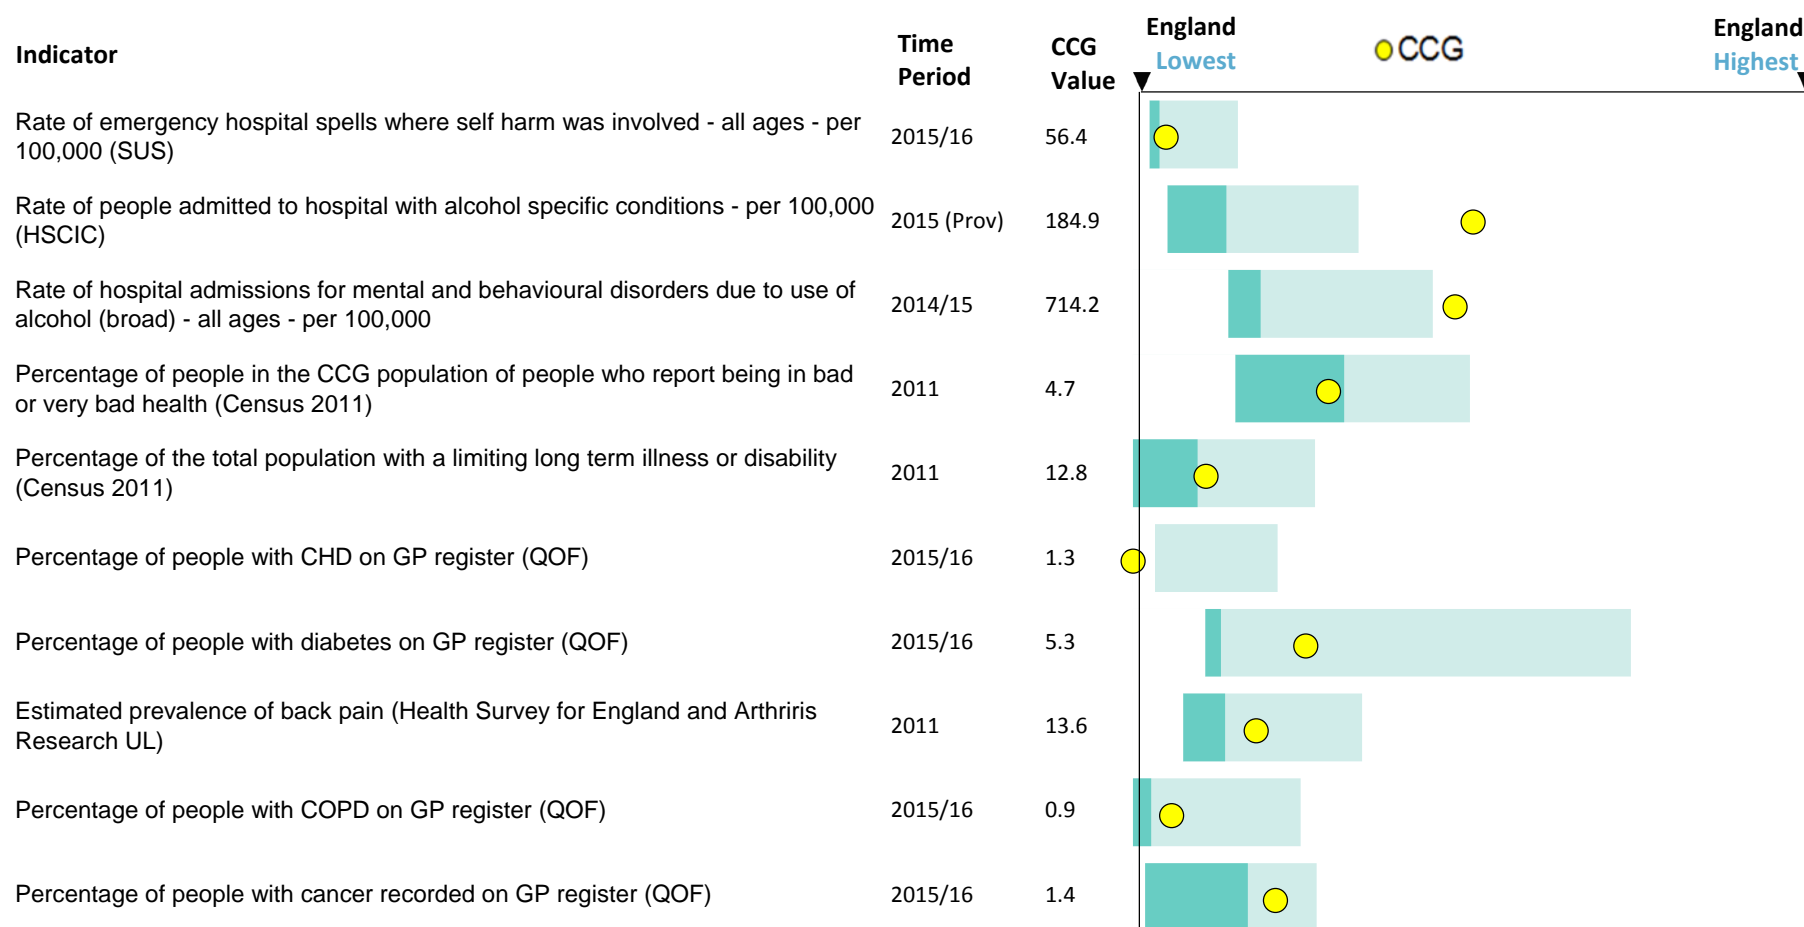 Indicator
Time
Period
CCG
Value
England
Lowest
CCG
England
Highest
Rate of emergency hospital spells where self harm was involved - all ages - per
100,000 (SUS)
2015/16
56.4
Rate of people admitted to hospital with alcohol specific conditions - per 100,000
(HSCIC)
2015 (Prov)
184.9
Rate of hospital admissions for mental and behavioural disorders due to use of
alcohol (broad) - all ages - per 100,000
2014/15
714.2
Percentage of people in the CCG population of people who report being in bad
or very bad health (Census 2011)
2011
4.7
Percentage of the total population with a limiting long term illness or disability
(Census 2011)
2011
12.8
Percentage of people with CHD on GP register (QOF)
2015/16
1.3
Percentage of people with diabetes on GP register (QOF)
2015/16
5.3
Estimated prevalence of back pain (Health Survey for England and Arthriris
Research UL)
2011
13.6
Percentage of people with COPD on GP register (QOF)
2015/16
0.9
Percentage of people with cancer recorded on GP register (QOF)
2015/16
1.4